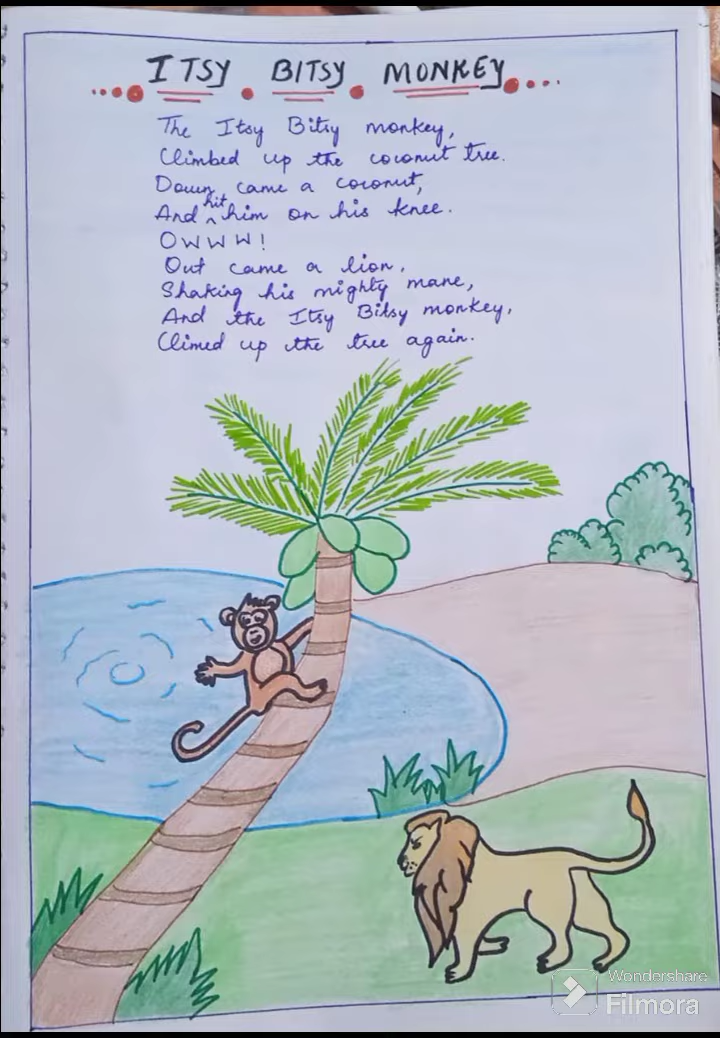 ITSY BITSY MONKEY
The Itsy Bitsy monkey,
Climbed up the coconut tree.
Down came a coconut,
And hit him on his knee.
OWWW!
Out came a lion,
Shaking his mighty mane,
And the Itsy Bitsy monkey,
Climed up the tree again.
Wondershare
Filmora